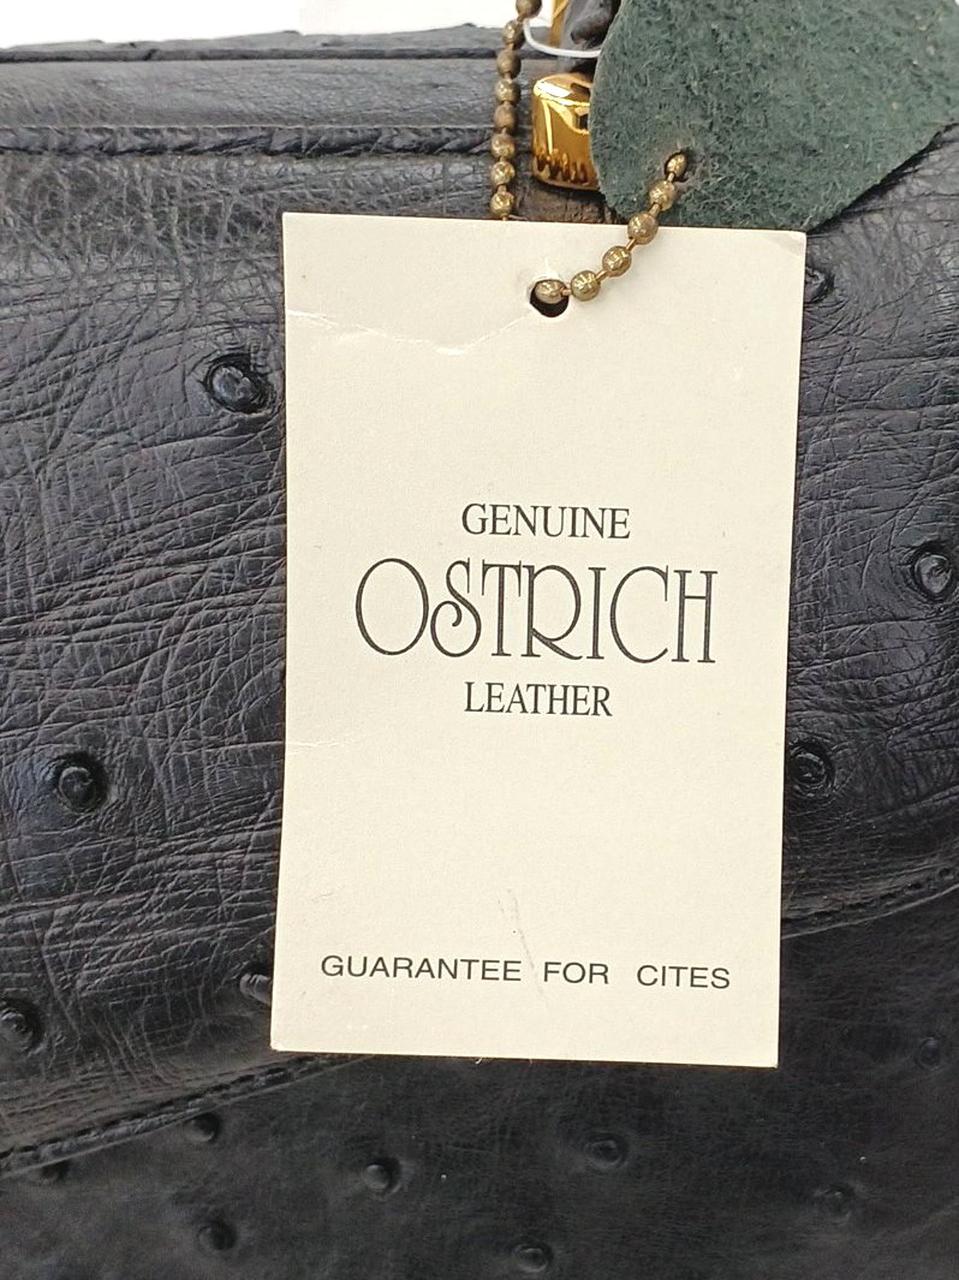 GENUINE
OSTRICH
LEATHER
GUARANTEE FOR CITES